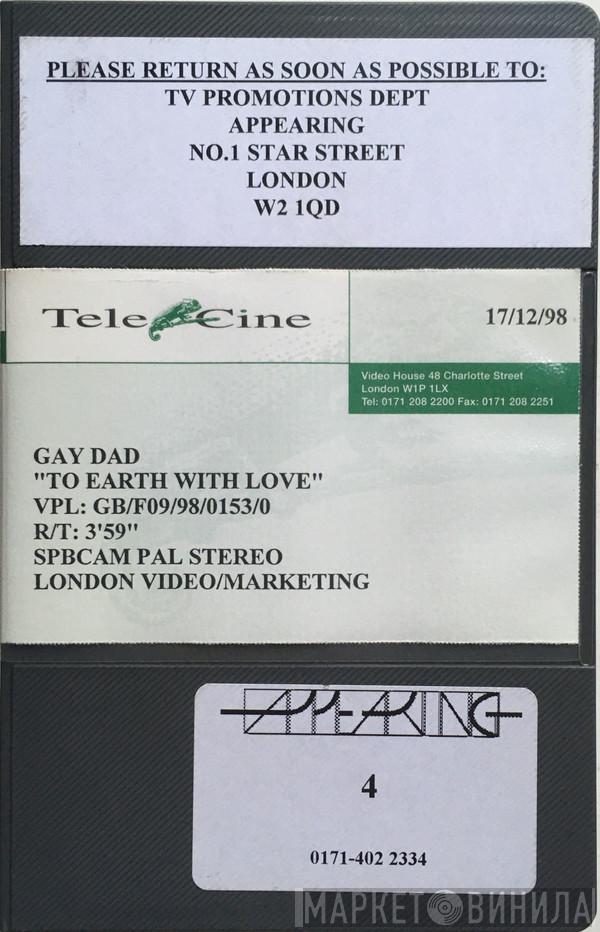 PLEASE RETURN AS SOON AS POSSIBLE TO:
TV PROMOTIONS DEPT
APPEARING
NO.1 STAR STREET
LONDON
W2 1QD
Tele Cine
17/12/98
Video House 48 Charlotte Street
London W1P 1LX
Tel: 0171 208 2200 Fax: 0171 208 2251
GAY DAD
"TO EARTH WITH LOVE"
VPL: GB/F09/98/0153/0
R/T: 3'59"
SPBCAM PAL STEREO
LONDON VIDEO/MARKETING
APPEARING
4
0171-402 2334
МАРКЕТ ВИНИЛА